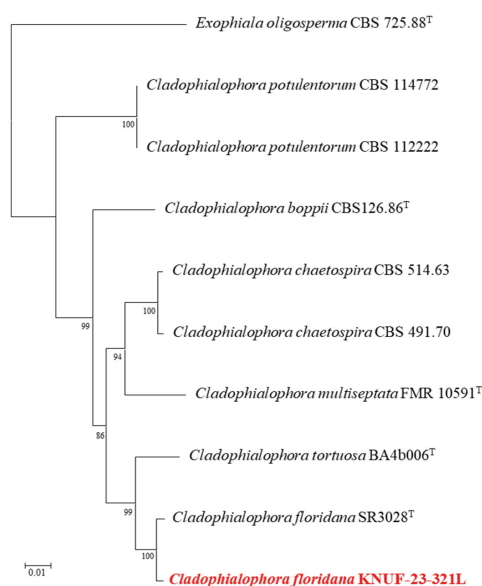 Exophiala oligosperma CBS 725.88T
Cladophialophora potulentorum CBS 114772
100
Cladophialophora potulentorum CBS 112222
Cladophialophora boppii CBS126.86T
Cladophialophora chaetospira CBS 514.63
100
99
Cladophialophora chaetospira CBS 491.70
94
Cladophialophora multiseptata FMR 10591T
86
Cladophialophora tortuosa BA4b006T
99
Cladophialophora floridana SR3028T
100
0.01
Cladophialophora floridana KNUF-23-321L